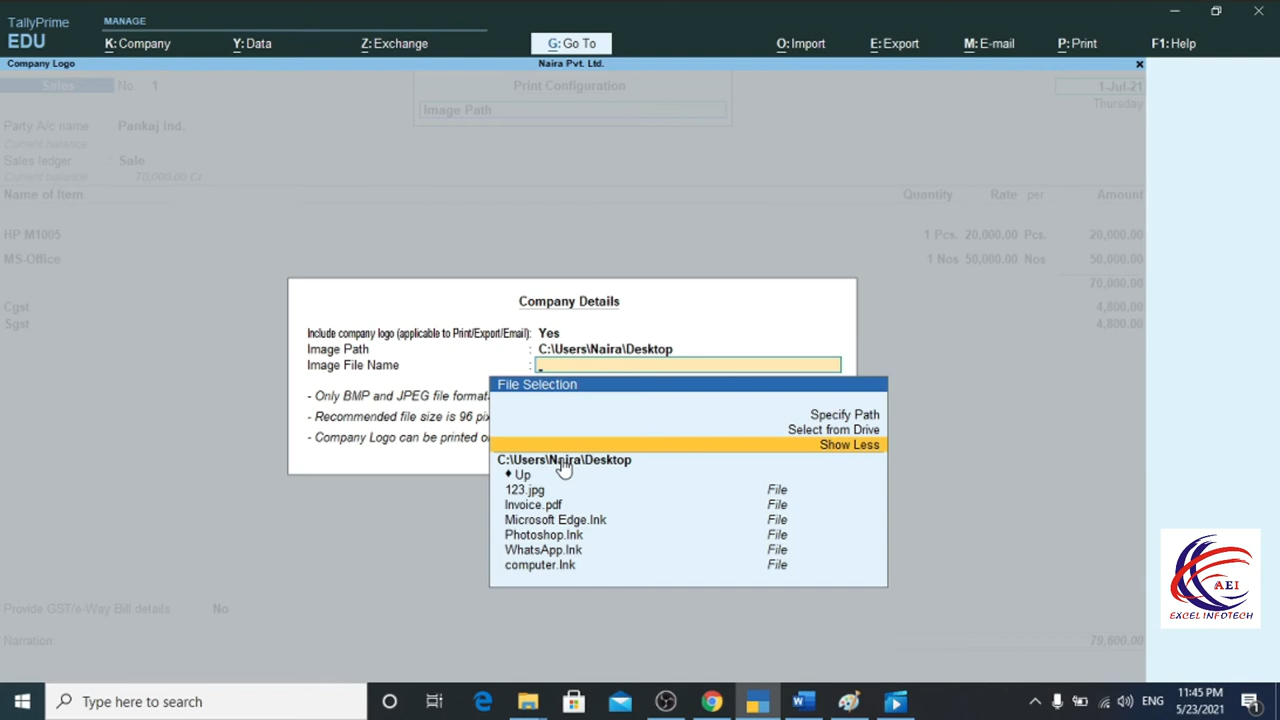 TallyPrime
EDU
MANAGE
K: Company
Y: Data
Z: Exchange
G: Go To
O: Import
E: Export
M: E-mail
P: Print
F1: Help
Company Logo
Naira Pvt. Ltd.
Sales No. 1
Print Configuration
Image Path
1-Jul-21
Thursday
Party A/c name Pankaj Ind.
Current balance
Sales ledger : Sale
Current balance 70,000.00 Cr
Name of Item Quantity Rate per Amount
HP M1005 1 Pcs. 20,000.00 Pcs. 20,000.00
MS-Office 1 Nos 50,000.00 Nos 50,000.00
70,000.00
Cgst 4,800.00
Sgst 4,800.00
Company Details
Include company logo (applicable to Print/Export/Email): Yes
Image Path : C:\Users\Naira\Desktop
Image File Name :
- Only BMP and JPEG file format
- Recommended file size is 96
- Company Logo can be printed
File Selection
Specify Path
Select from Drive
Show Less
C:\Users\Naira\Desktop
♦ Up
123.jpg File
Invoice.pdf File
Microsoft Edge.lnk File
Photoshop.lnk File
WhatsApp.lnk File
computer.lnk File
Provide GST/e-Way Bill details No
Narration: 79,600.00
AEI
EXCEL INFOTECH
Type here to search
ENG
11:45 PM
5/23/2021
1